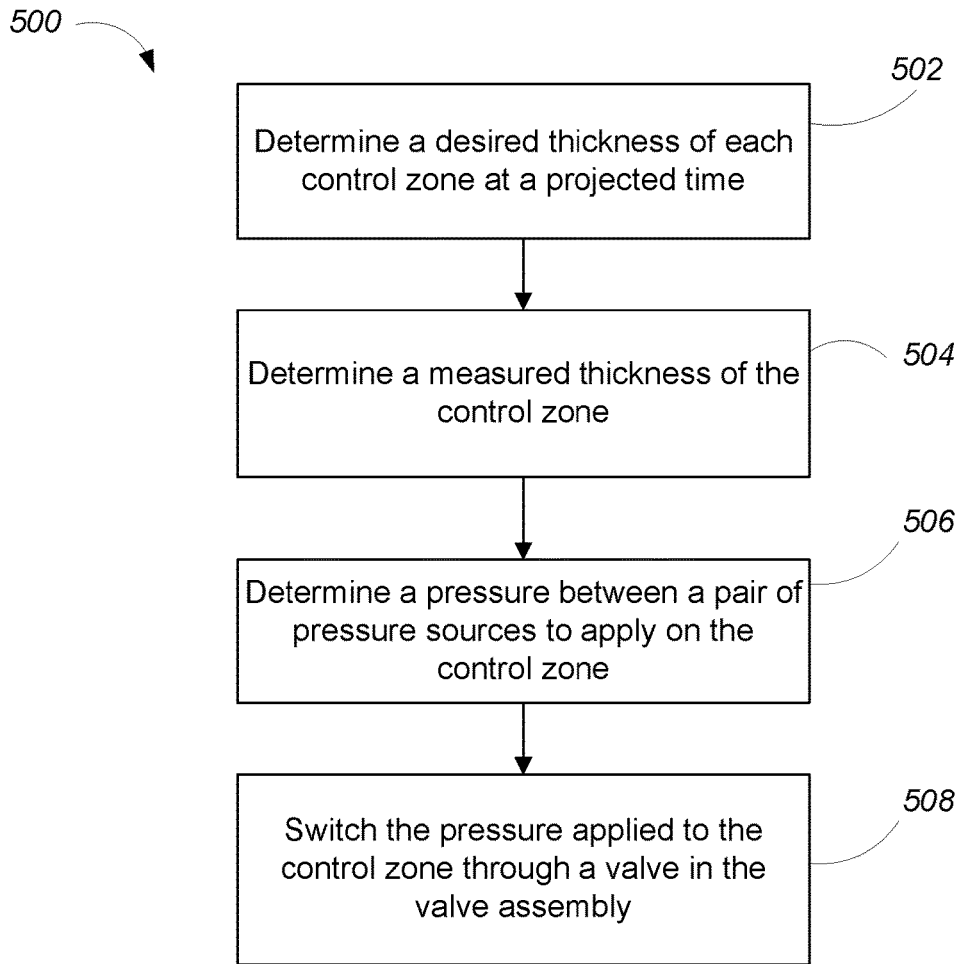 500
502
Determine a desired thickness of each
control zone at a projected time
504
Determine a measured thickness of the
control zone
506
Determine a pressure between a pair of
pressure sources to apply on the
control zone
508
Switch the pressure applied to the
control zone through a valve in the
valve assembly